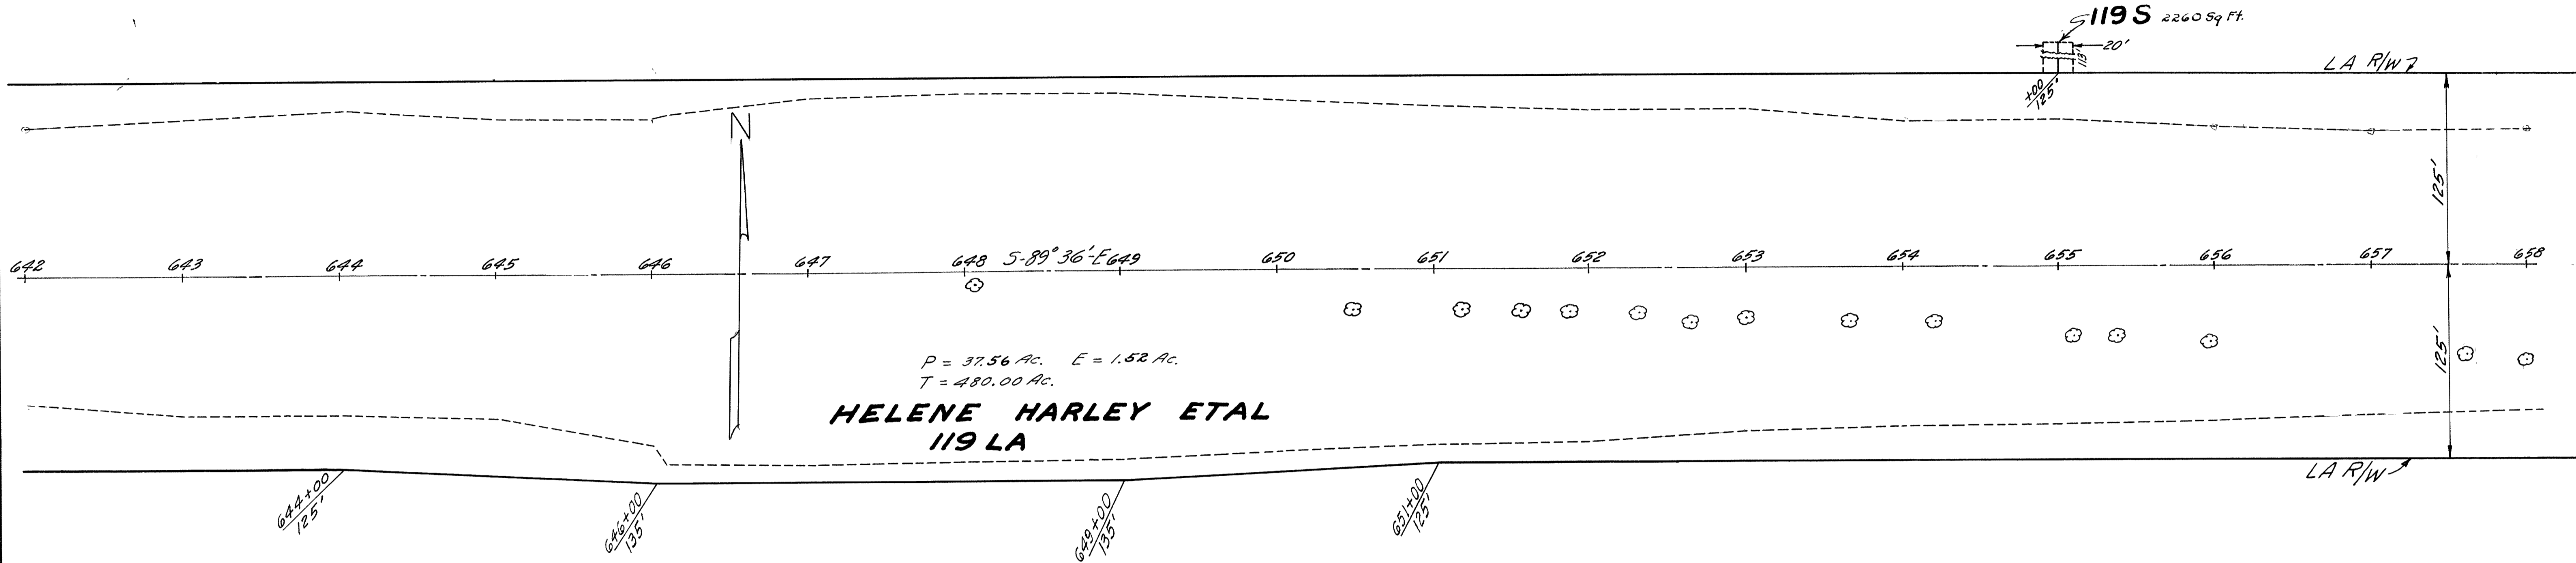 119 S 2260 Sq Ft.
20'
113'
LA R/W
+00
125'
N
125'
642 643 644 645 646 647 648 S-89° 36'-E 649 650 651 652 653 654 655 656 657 658
125'
P = 37.56 Ac. E = 1.52 Ac.
T = 480.00 Ac.
HELENE HARLEY ETAL
119 LA
LA R/W
644+00
125'
646+00
135'
649+00
135'
651+00
125'